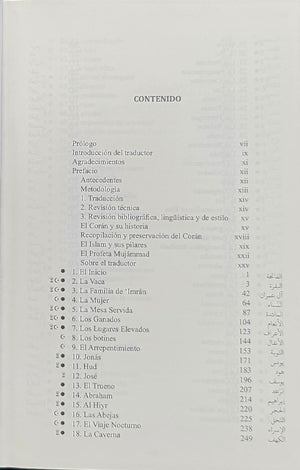 CONTENIDO
Prólogo vii
Introducción del traductor ix
Agradecimientos xi
Prefacio xii
Antecedentes xii
Metodología xiii
1. Traducción xiv
2. Revisión técnica xiv
3. Revisión bibliográfica, lingüística y de estilo xv
El Corán y su historia xv
Recopilación y preservación del Corán xviii
El Islam y sus pilares xix
El Profeta Mujámmad xxii
Sobre el traductor xxv
1. El Inicio 1 الفاتحة
2. La Vaca 3 البقرة
3. La Familia de ‘Imrán 42 آل عمران
4. La Mujer 64 النساء
5. La Mesa Servida 87 المائدة
6. Los Ganados 104 الأنعام
7. Los Lugares Elevados 123 الأعراف
8. Los botines 144 الأنفال
9. El Arrepentimiento 153 التوبة
10. Jonás 171 يونس
11. Hud 183 هود
12. José 196 يوسف
13. El Trueno 207 الرعد
14. Abraham 214 إبراهيم
15. Al Hiyr 220 الحجر
16. Las Abejas 225 النحل
17. El Viaje Nocturno 238 الإسراء
18. La Caverna 249 الكهف